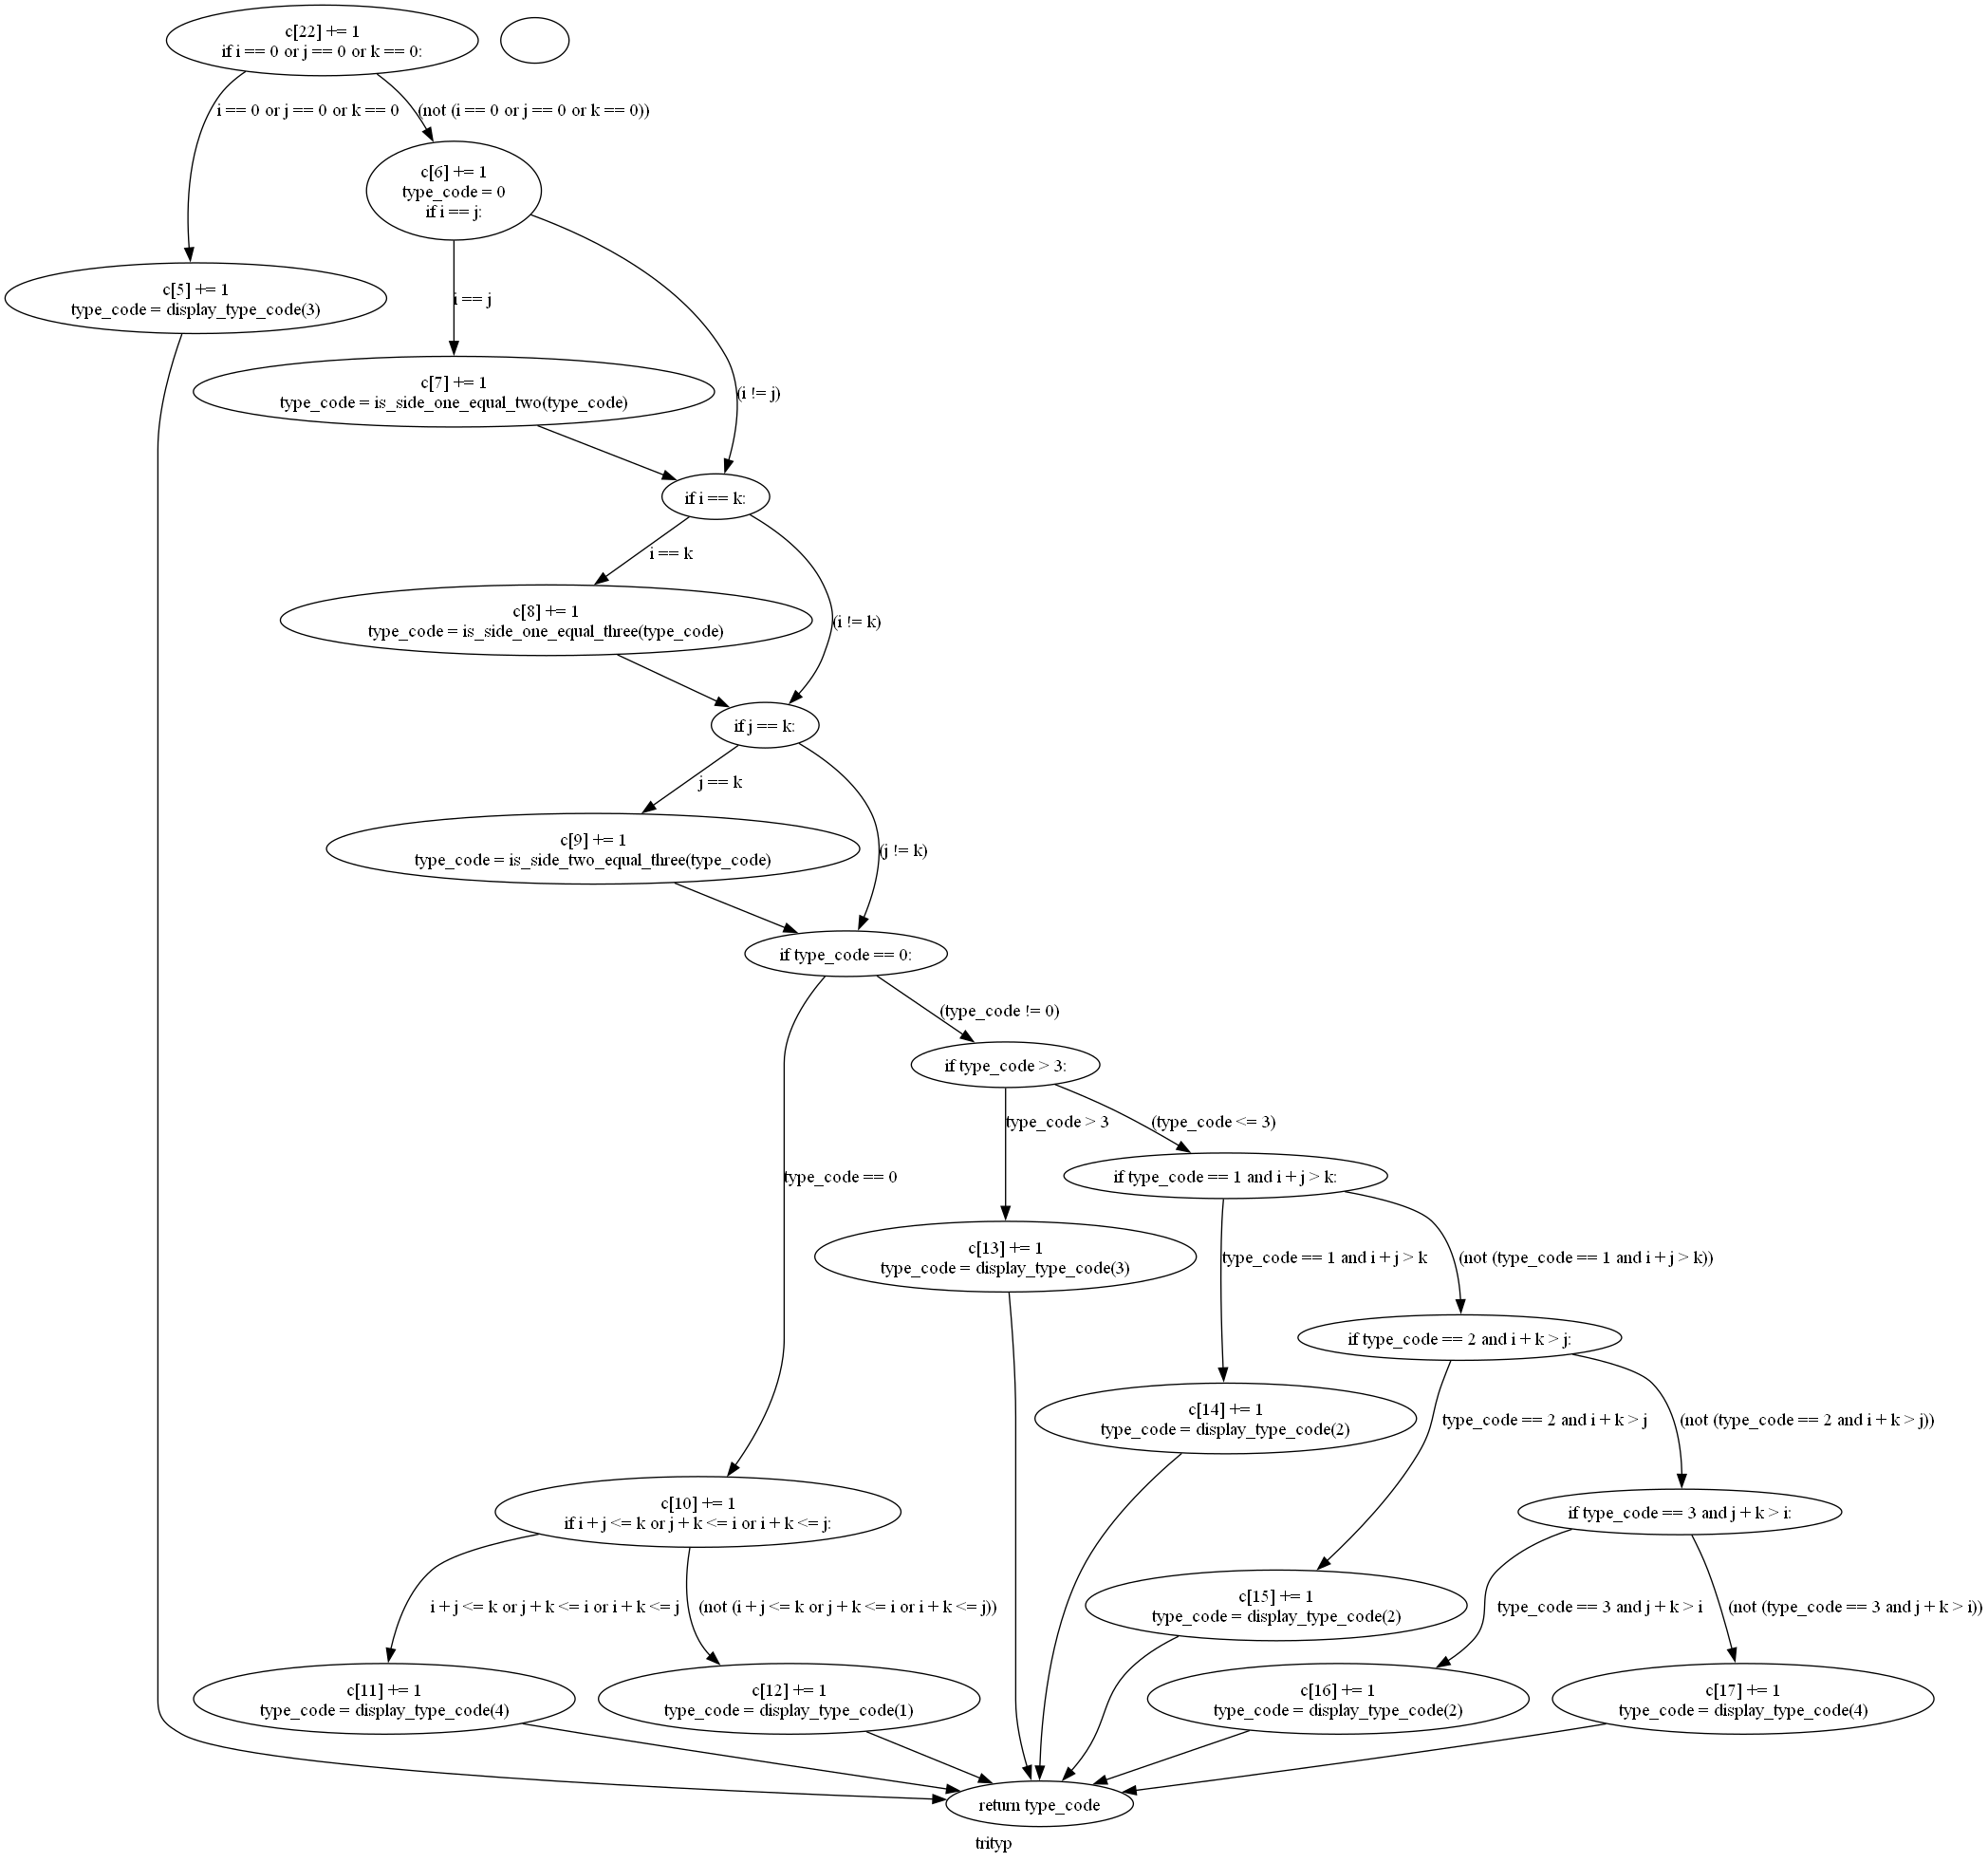 c[22] += 1
if i == 0 or j == 0 or k == 0:
i == 0 or j == 0 or k == 0
(not (i == 0 or j == 0 or k == 0))
c[6] += 1
type_code = 0
if i == j:
c[5] += 1
type_code = display_type_code(3)
i == j
c[7] += 1
type_code = is_side_one_equal_two(type_code)
(i != j)
if i == k:
i == k
c[8] += 1
type_code = is_side_one_equal_three(type_code)
(i != k)
if j == k:
j == k
c[9] += 1
type_code = is_side_two_equal_three(type_code)
(j != k)
if type_code == 0:
(type_code != 0)
if type_code > 3:
type_code > 3
(type_code <= 3)
type_code == 0
if type_code == 1 and i + j > k:
c[13] += 1
type_code = display_type_code(3)
type_code == 1 and i + j > k
(not (type_code == 1 and i + j > k))
if type_code == 2 and i + k > j:
c[14] += 1
type_code = display_type_code(2)
type_code == 2 and i + k > j
(not (type_code == 2 and i + k > j))
c[10] += 1
if i + j <= k or j + k <= i or i + k <= j:
if type_code == 3 and j + k > i:
i + j <= k or j + k <= i or i + k <= j
(not (i + j <= k or j + k <= i or i + k <= j))
c[15] += 1
type_code = display_type_code(2)
type_code == 3 and j + k > i
(not (type_code == 3 and j + k > i))
c[11] += 1
type_code = display_type_code(4)
c[12] += 1
type_code = display_type_code(1)
c[16] += 1
type_code = display_type_code(2)
c[17] += 1
type_code = display_type_code(4)
return type_code
trityp